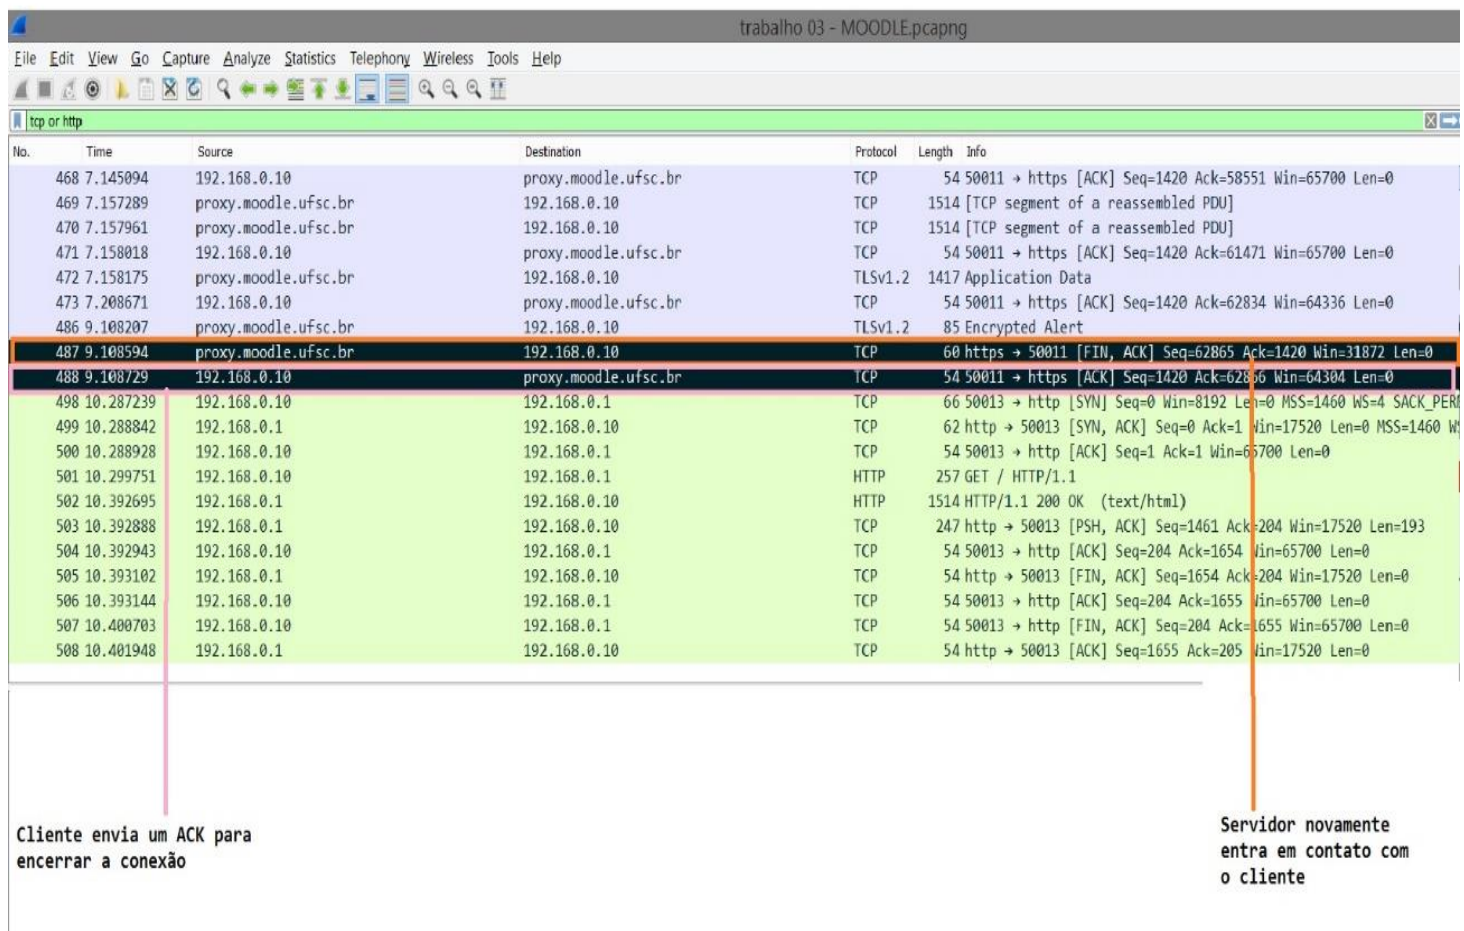 trabalho 03 - MOODLE.pcapng
File Edit View Go Capture Analyze Statistics Telephony Wireless Tools Help
tcp or http
No. Time Source Destination Protocol Length Info
468 7.145094 192.168.0.10 proxy.moodle.ufsc.br TCP 54 50011 → https [ACK] Seq=1420 Ack=58551 Win=65700 Len=0
469 7.157289 proxy.moodle.ufsc.br 192.168.0.10 TCP 1514 [TCP segment of a reassembled PDU]
470 7.157961 proxy.moodle.ufsc.br 192.168.0.10 TCP 1514 [TCP segment of a reassembled PDU]
471 7.158018 192.168.0.10 proxy.moodle.ufsc.br TCP 54 50011 → https [ACK] Seq=1420 Ack=61471 Win=65700 Len=0
472 7.158175 proxy.moodle.ufsc.br 192.168.0.10 TLSv1.2 1417 Application Data
473 7.208671 192.168.0.10 proxy.moodle.ufsc.br TCP 54 50011 → https [ACK] Seq=1420 Ack=62834 Win=64336 Len=0
486 9.108207 proxy.moodle.ufsc.br 192.168.0.10 TLSv1.2 85 Encrypted Alert
487 9.108594 proxy.moodle.ufsc.br 192.168.0.10 TCP 60 https → 50011 [FIN, ACK] Seq=62865 Ack=1420 Win=31872 Len=0
488 9.108729 192.168.0.10 proxy.moodle.ufsc.br TCP 54 50011 → https [ACK] Seq=1420 Ack=62866 Win=64304 Len=0
498 10.287239 192.168.0.10 192.168.0.1 TCP 66 50013 → http [SYN] Seq=0 Win=8192 Len=0 MSS=1460 WS=4 SACK_PERM
499 10.288842 192.168.0.1 192.168.0.10 TCP 62 http → 50013 [SYN, ACK] Seq=0 Ack=1 Win=17520 Len=0 MSS=1460 WS
500 10.288928 192.168.0.10 192.168.0.1 TCP 54 50013 → http [ACK] Seq=1 Ack=1 Win=65700 Len=0
501 10.299751 192.168.0.10 192.168.0.1 HTTP 257 GET / HTTP/1.1
502 10.392695 192.168.0.1 192.168.0.10 HTTP 1514 HTTP/1.1 200 OK (text/html)
503 10.392888 192.168.0.1 192.168.0.10 TCP 247 http → 50013 [PSH, ACK] Seq=1461 Ack=204 Win=17520 Len=193
504 10.392943 192.168.0.10 192.168.0.1 TCP 54 50013 → http [ACK] Seq=204 Ack=1654 Win=65700 Len=0
505 10.393102 192.168.0.1 192.168.0.10 TCP 54 http → 50013 [FIN, ACK] Seq=1654 Ack=204 Win=17520 Len=0
506 10.393144 192.168.0.10 192.168.0.1 TCP 54 50013 → http [ACK] Seq=204 Ack=1655 Win=65700 Len=0
507 10.400703 192.168.0.10 192.168.0.1 TCP 54 50013 → http [FIN, ACK] Seq=204 Ack=1655 Win=65700 Len=0
508 10.401948 192.168.0.1 192.168.0.10 TCP 54 http → 50013 [ACK] Seq=1655 Ack=205 Win=17520 Len=0
Cliente envia um ACK para
encerrar a conexão
Servidor novamente
entra em contato com
o cliente